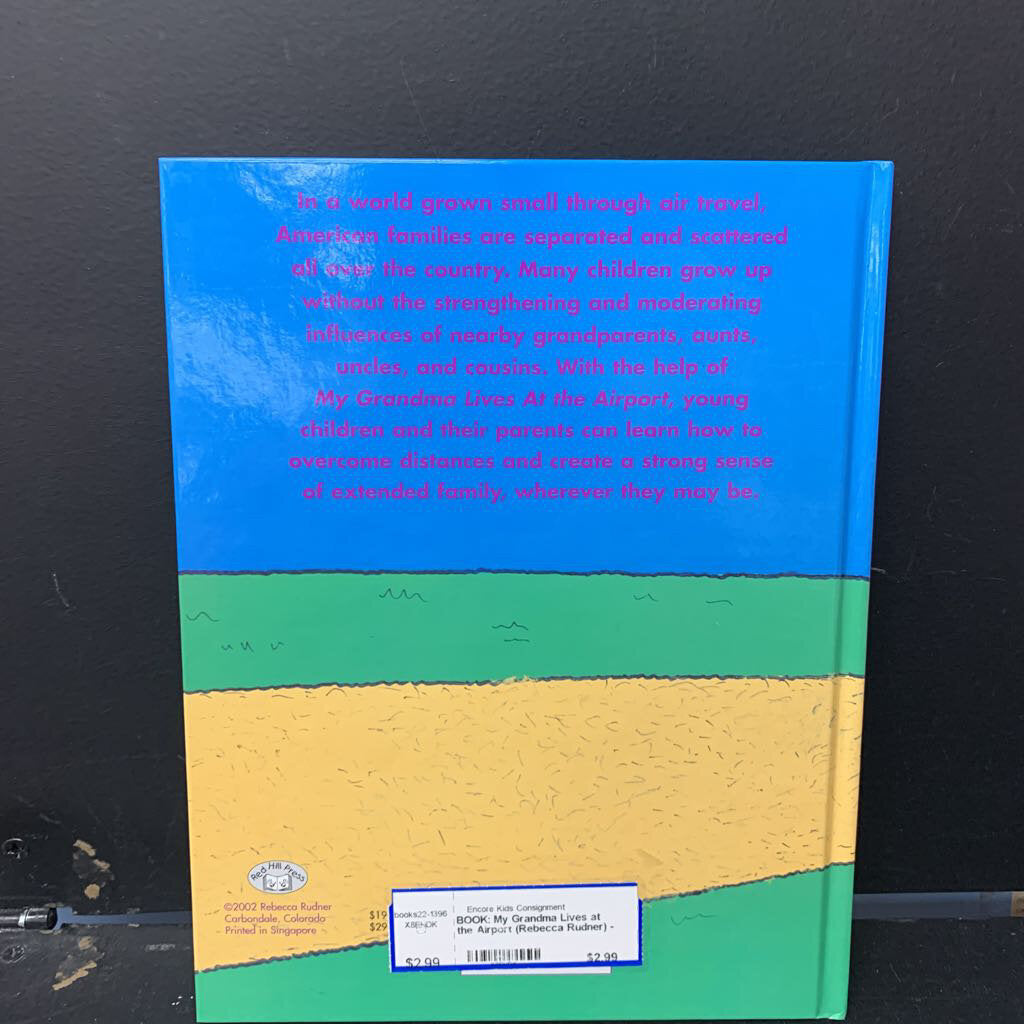 In a world grown small through air travel,
American families are separated and scattered
all over the country. Many children grow up
without the strengthening and moderating
influences of nearby grandparents, aunts,
uncles, and cousins. With the help of
My Grandma Lives At the Airport, young
children and their parents can learn how to
overcome distances and create a strong sense
of extended family, wherever they may be.
Red Hill Press
©2002 Rebecca Rudner
Carbondale, Colorado
Printed in Singapore
$19
$29
books22-1396
$2.99
Encore Kids Consignment
BOOK: My Grandma Lives at
the Airport (Rebecca Rudner) -
$2.99